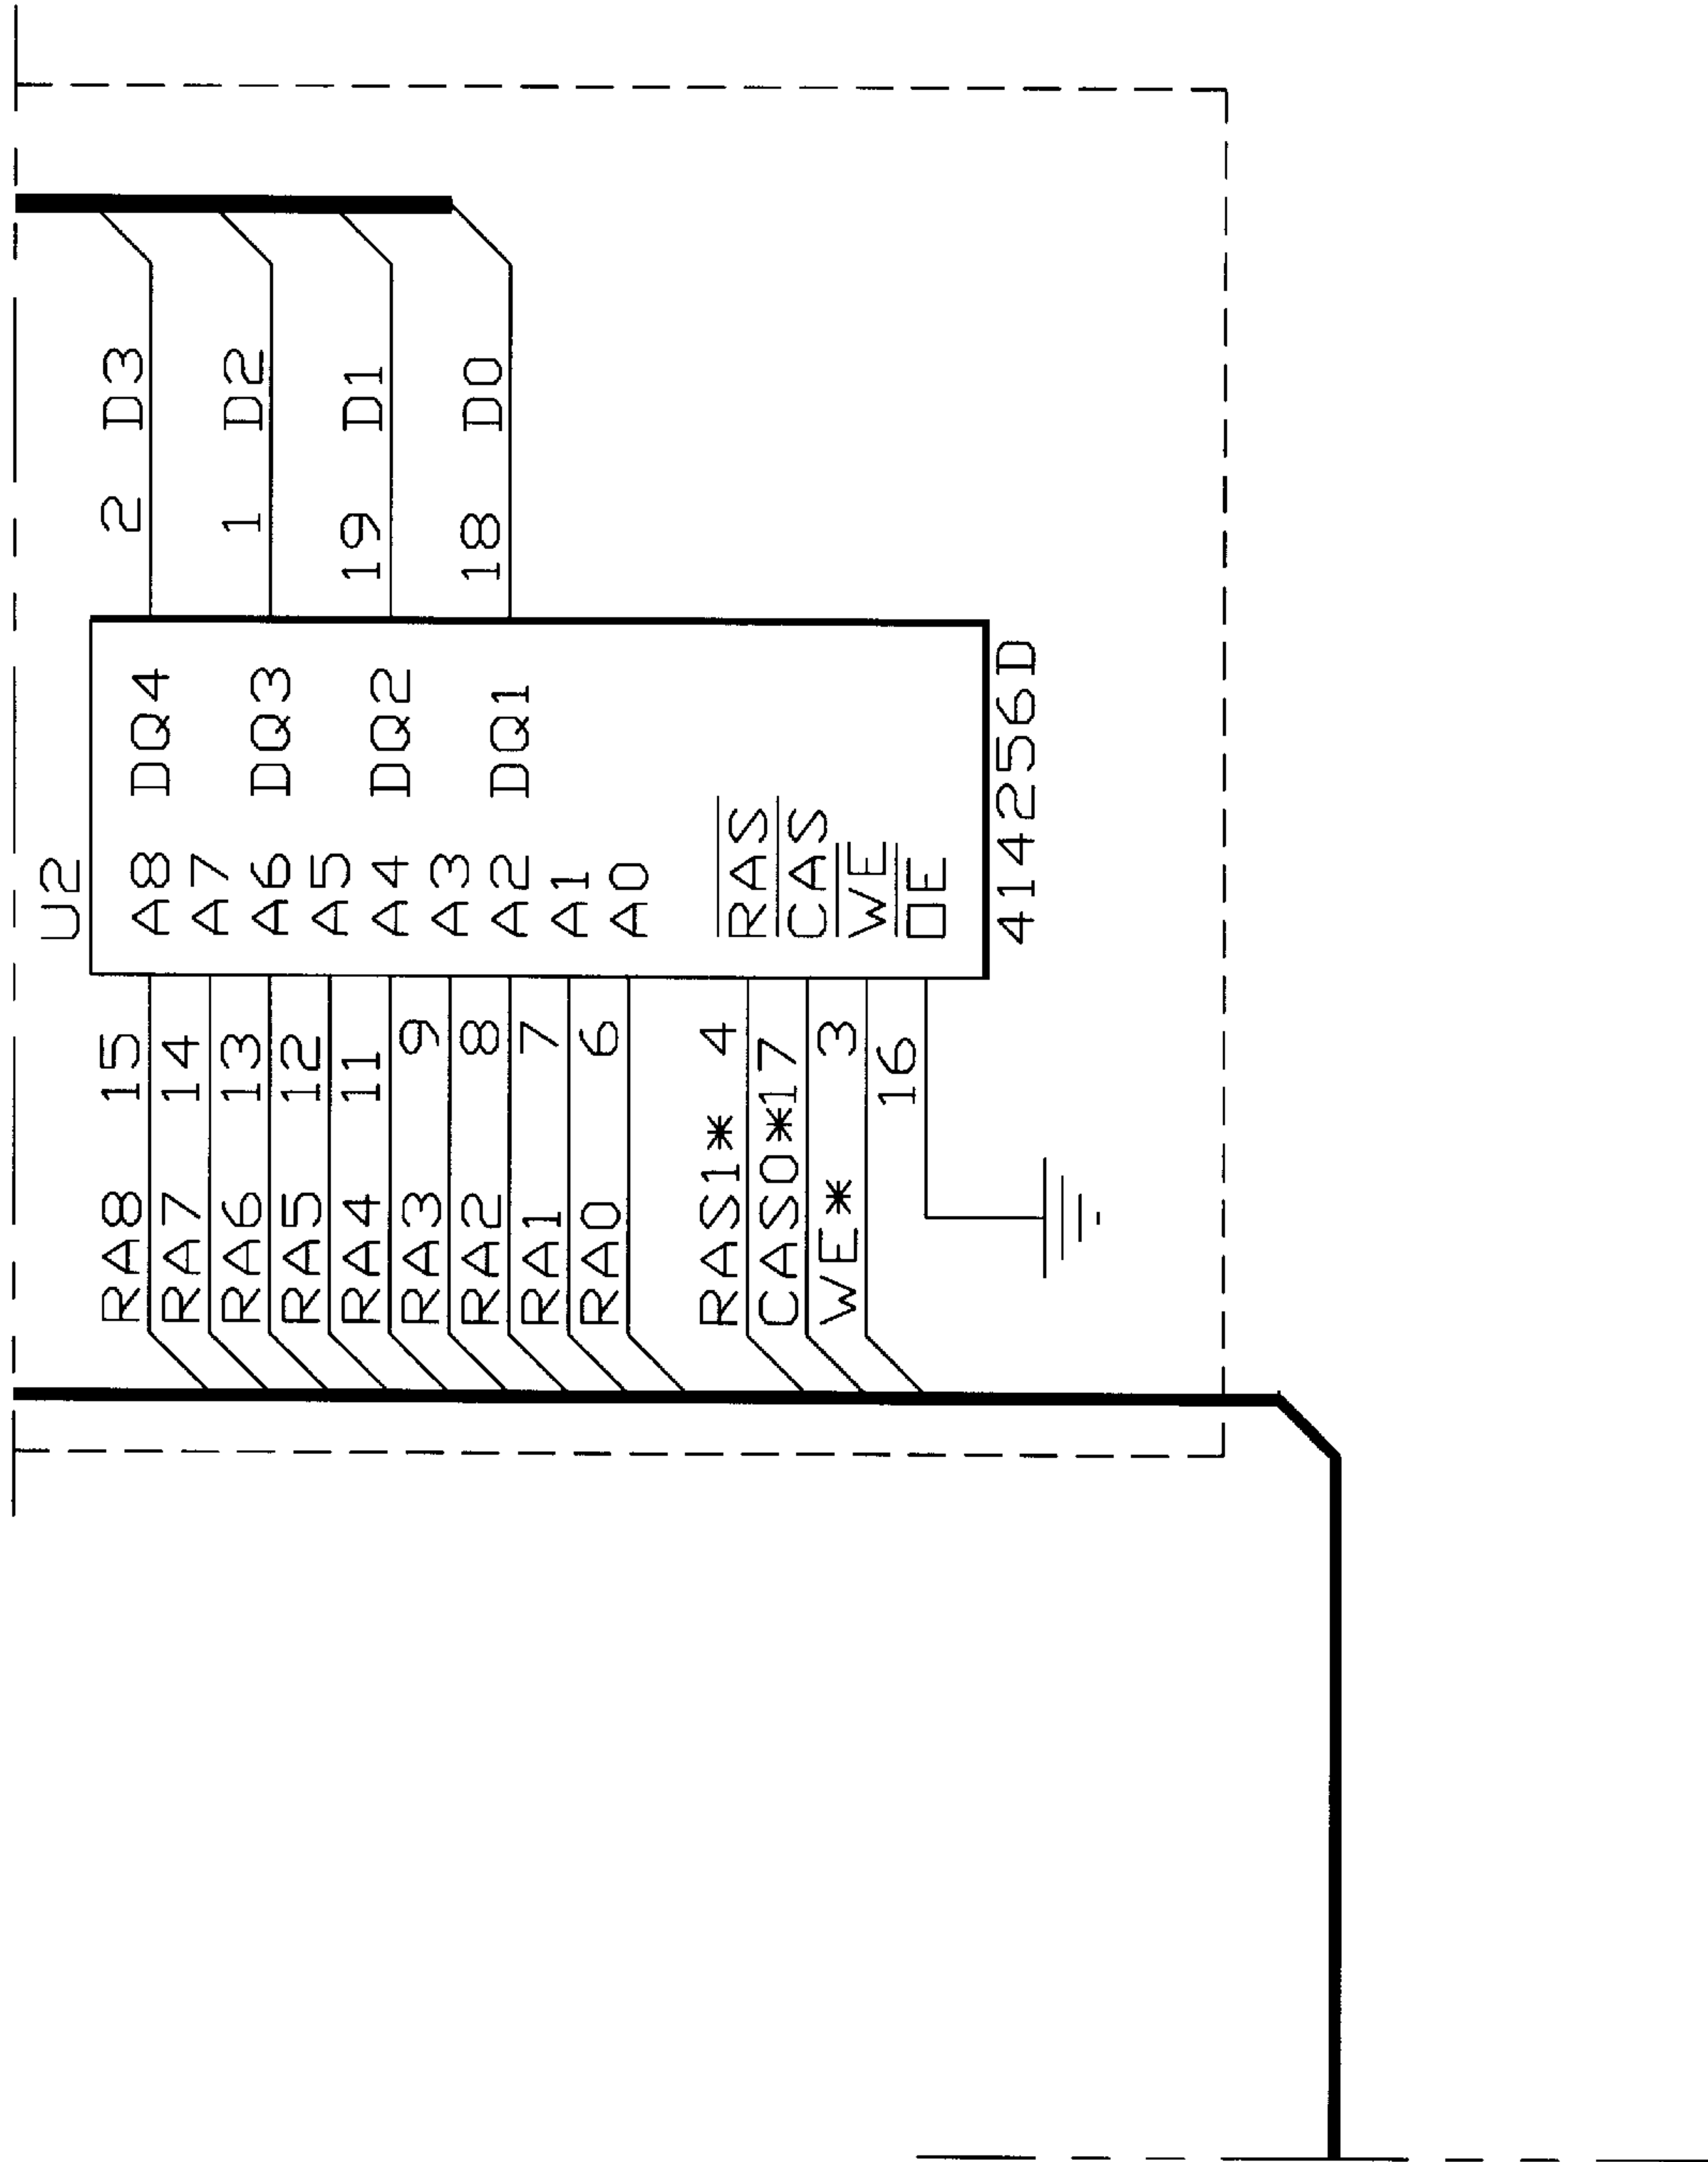 U2
RA8 15 A8 DQ4 2 D3
RA7 14 A7
RA6 13 A6 DQ3 1 D2
RA5 12 A5
RA4 11 A4 DQ2 19 D1
RA3 9 A3
RA2 8 A2 DQ1 18 D0
RA1 7 A1
RA0 6 A0
RAS1* 4 RAS
CAS0*17 CAS
WE* 3 WE
16 OE
414256D